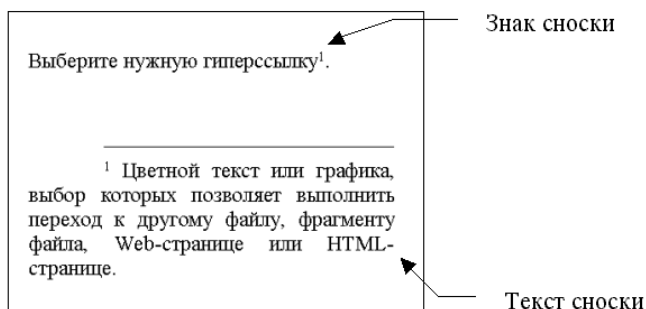 Знак сноски
Выберите нужную гиперссылку¹.
¹ Цветной текст или графика,
выбор которых позволяет выполнить
переход к другому файлу, фрагменту
файла, Web-странице или HTML-
странице.
Текст сноски